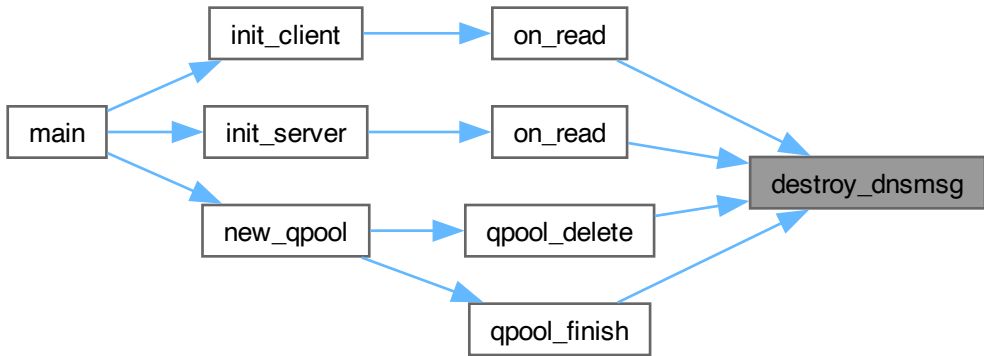 init_client
on_read
main
init_server
on_read
destroy_dnsmsg
new_qpool
qpool_delete
qpool_finish